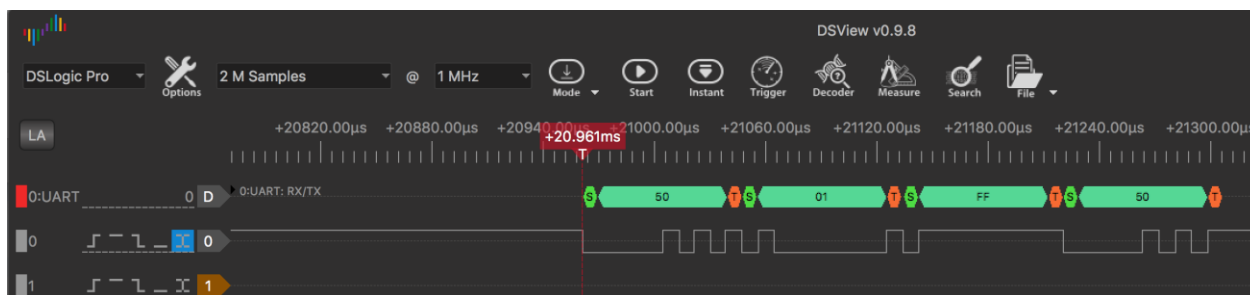 DSView v0.9.8
DSLogic Pro 2 M Samples @ 1 MHz
Options Mode Start Instant Trigger Decoder Measure Search File
LA +20820.00μs +20880.00μs +20940.00μs +21000.00μs +21060.00μs +21120.00μs +21180.00μs +21240.00μs +21300.00μs
+20.961ms
T
0:UART 0 D 0:UART: RX/TX S 50 T S 01 T S FF T S 50 T
0 0
1 1